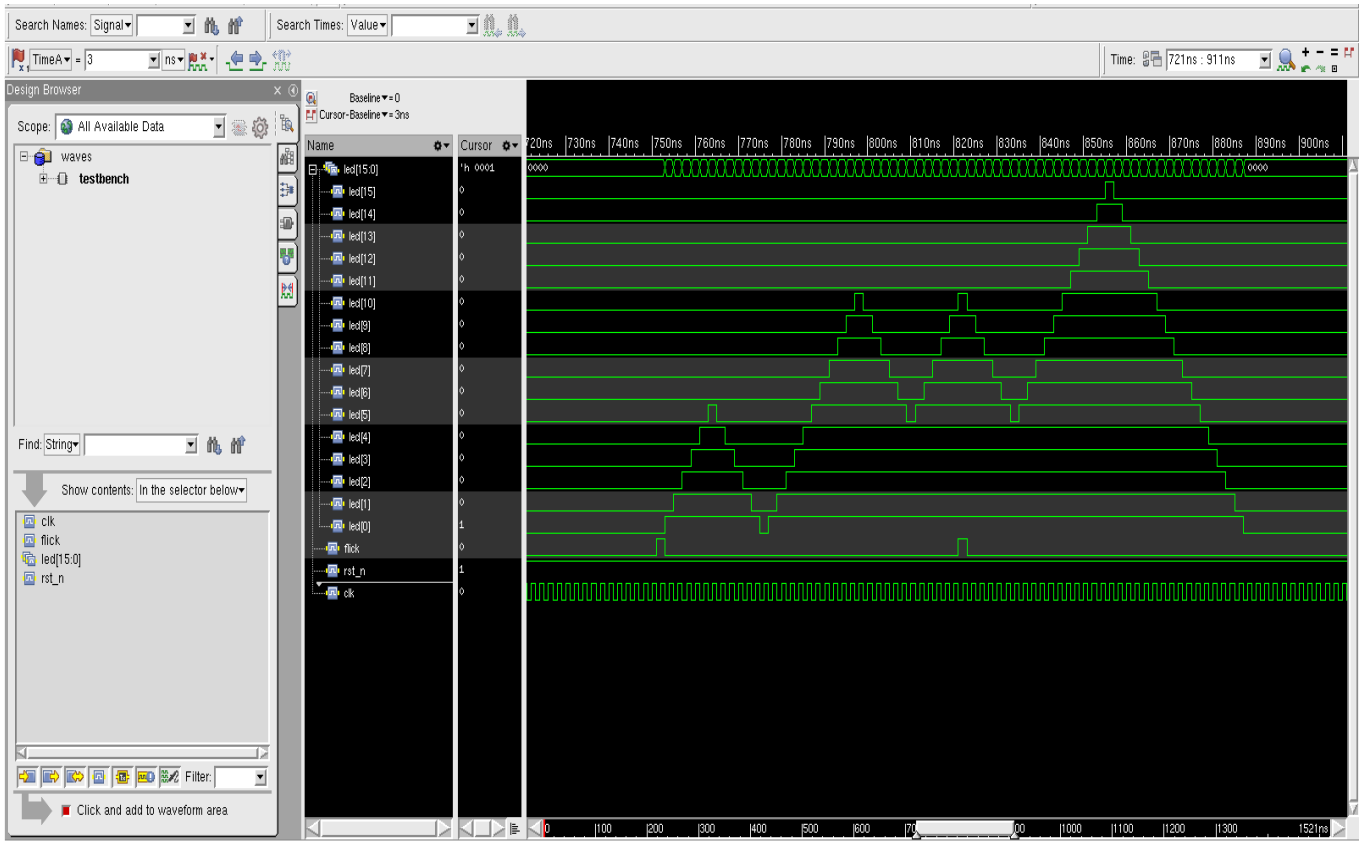 Search Names: Signal
Search Times: Value
TimeA = 3 ns
Time: 721ns : 911ns
Design Browser
Baseline = 0
Cursor-Baseline = 3ns
Scope: All Available Data
Name Cursor
720ns 730ns 740ns 750ns 760ns 770ns 780ns 790ns 800ns 810ns 820ns 830ns 840ns 850ns 860ns 870ns 880ns 890ns 900ns
waves
testbench
led[15:0] 'h 0001 0000 0000
led[15] 0
led[14] 0
led[13] 0
led[12] 0
led[11] 0
led[10] 0
led[9] 0
led[8] 0
led[7] 0
led[6] 0
led[5] 0
led[4] 0
led[3] 0
led[2] 0
led[1] 0
led[0] 1
flick 0
rst_n 1
clk 0
Find: String
Show contents: In the selector below
clk
flick
led[15:0]
rst_n
Filter:
Click and add to waveform area
0 100 200 300 400 500 600 70 00 1000 1100 1200 1300 1521ns